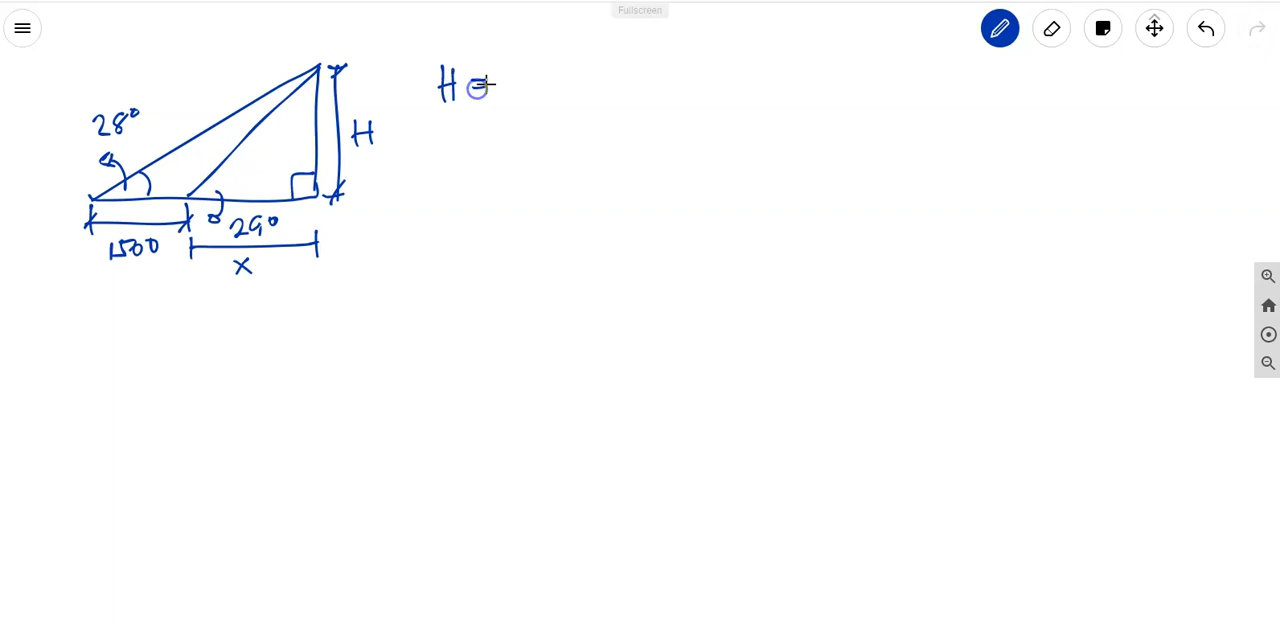 Fullscreen
H =
28°
H
29°
1500
x